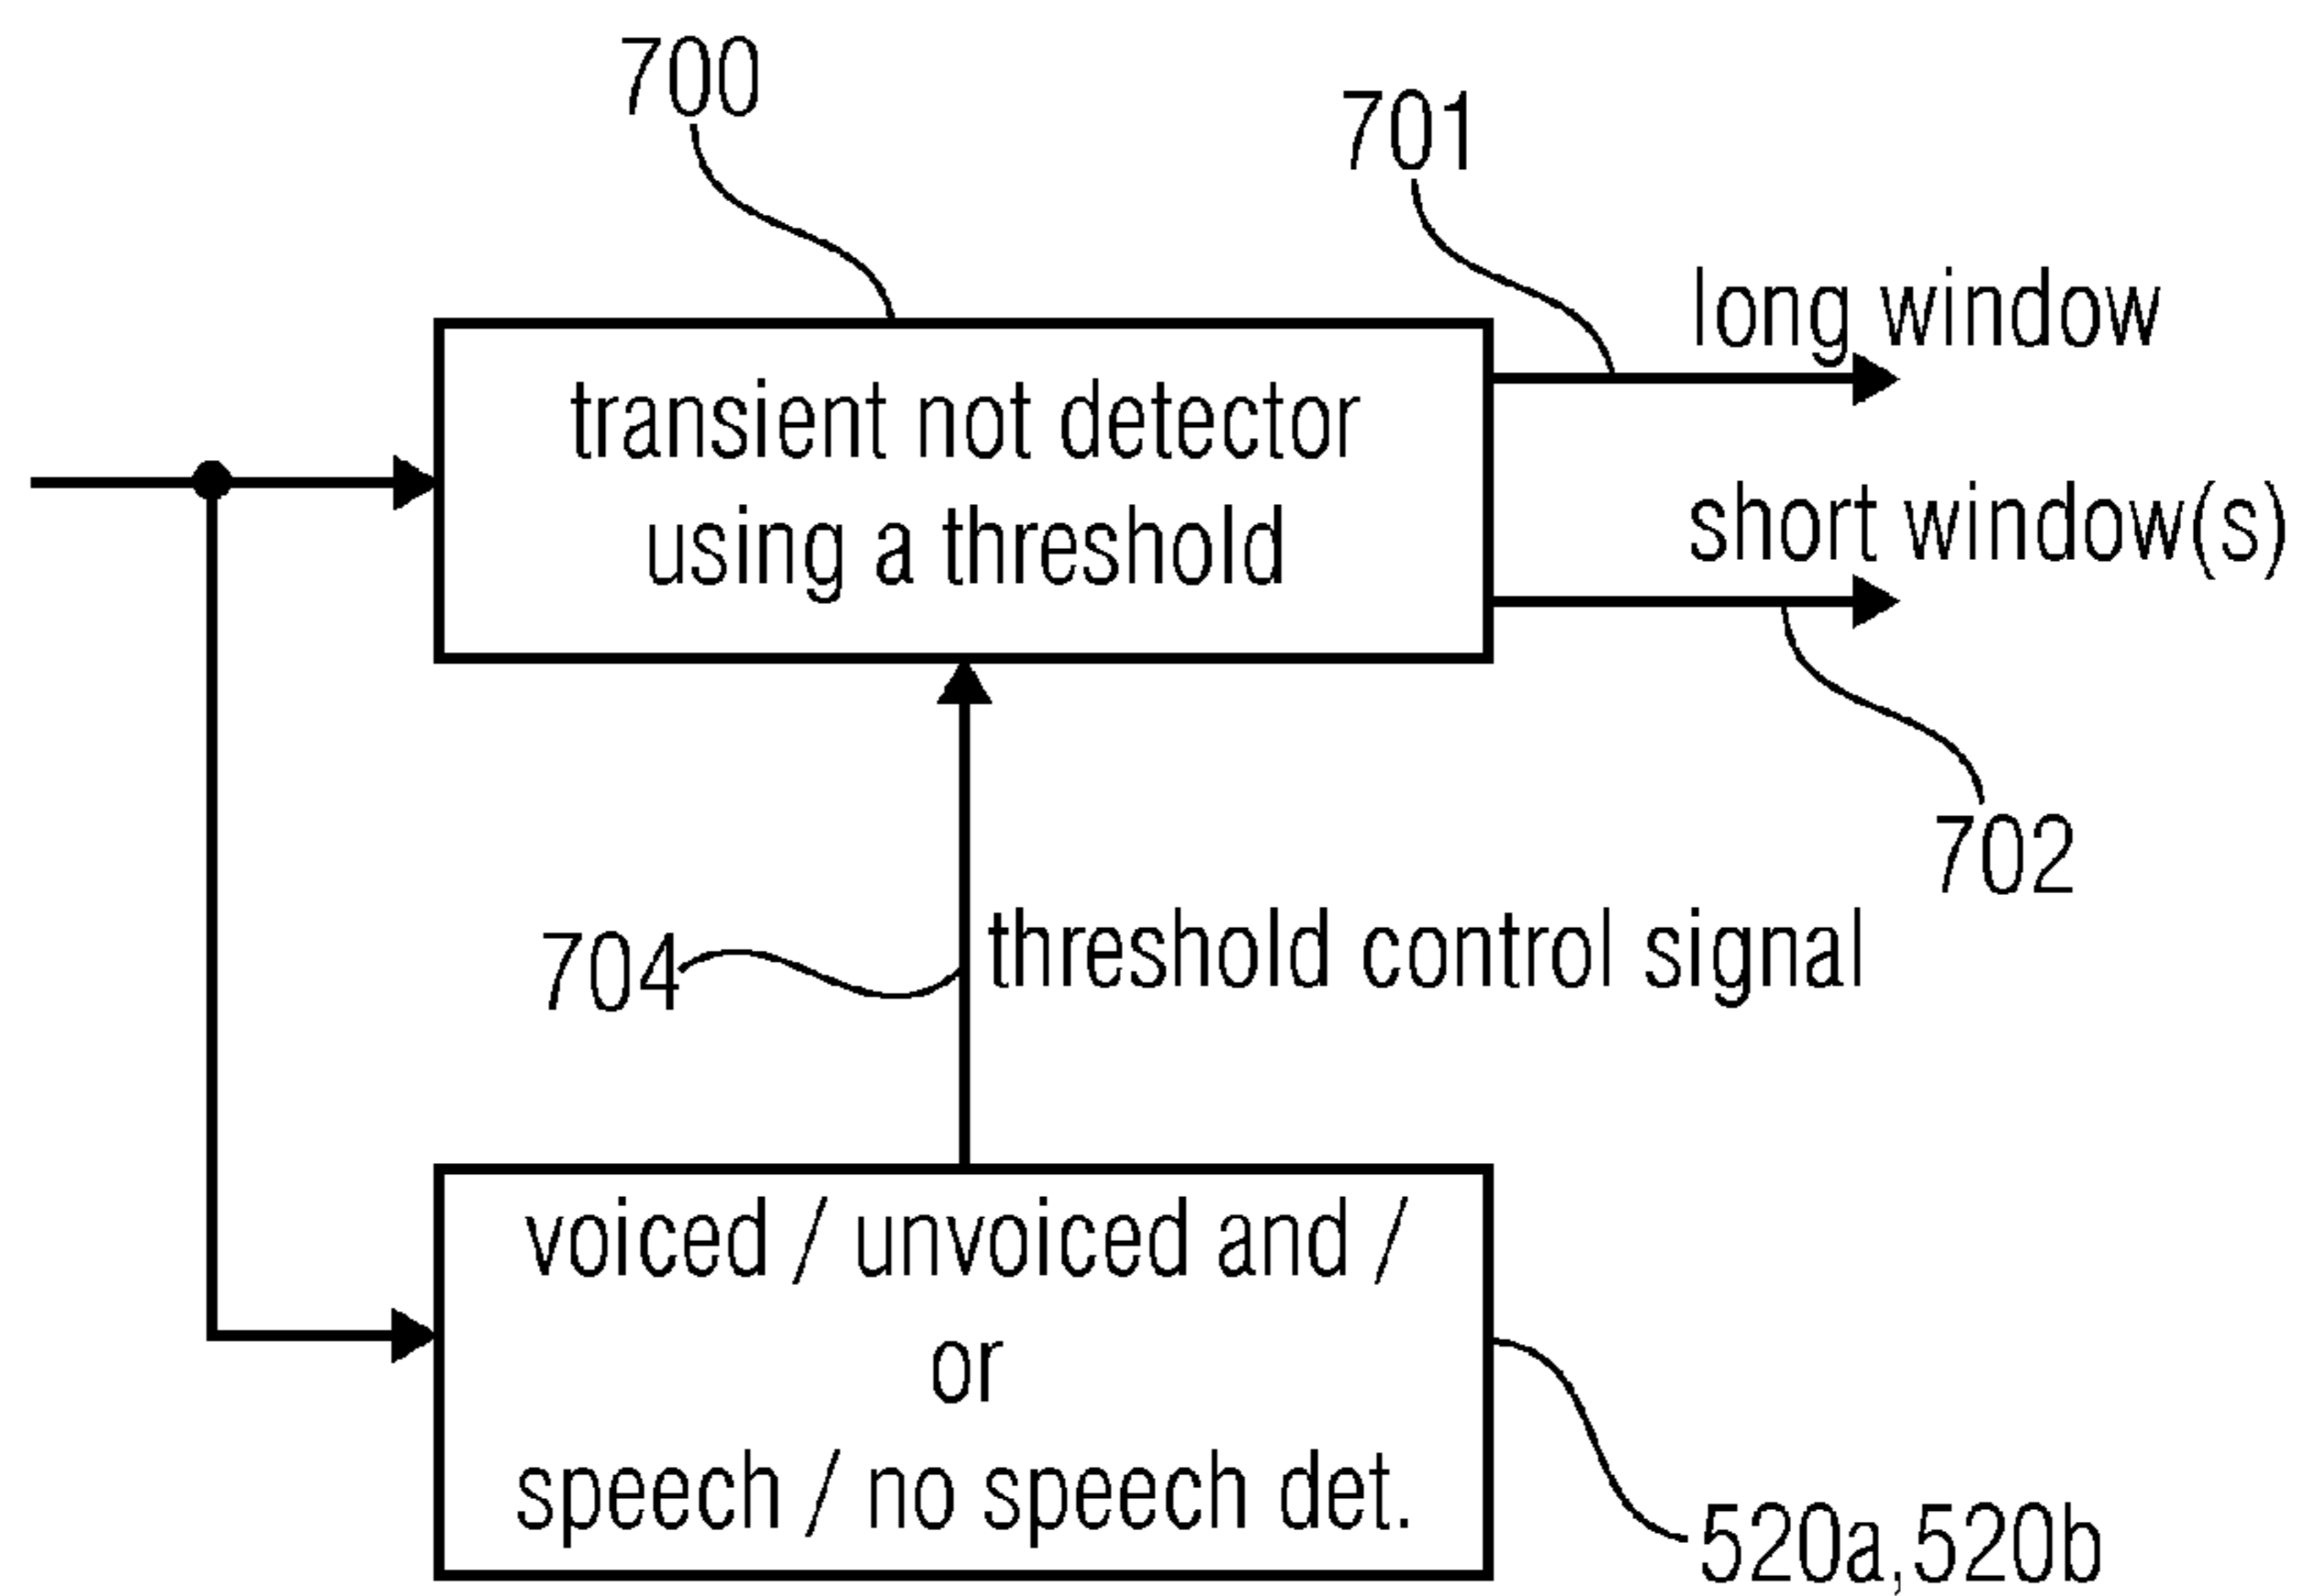 700
701
long window
transient not detector
using a threshold
short window(s)
702
704
threshold control signal
voiced / unvoiced and /
or
speech / no speech det.
520a,520b